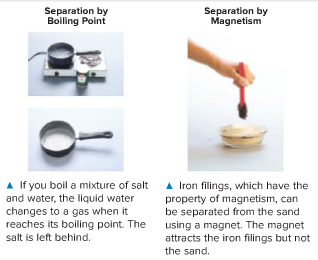 Separation by
Boiling Point
Separation by
Magnetism
▲ If you boil a mixture of salt
and water, the liquid water
changes to a gas when it
reaches its boiling point. The
salt is left behind.
▲ Iron filings, which have the
property of magnetism, can
be separated from the sand
using a magnet. The magnet
attracts the iron filings but not
the sand.